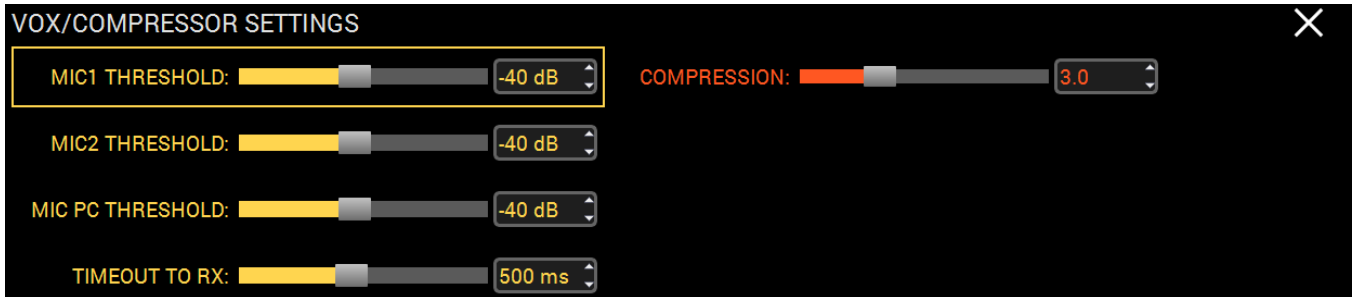 VOX/COMPRESSOR SETTINGS
MIC1 THRESHOLD: -40 dB COMPRESSION: 3.0
MIC2 THRESHOLD: -40 dB
MIC PC THRESHOLD: -40 dB
TIMEOUT TO RX: 500 ms